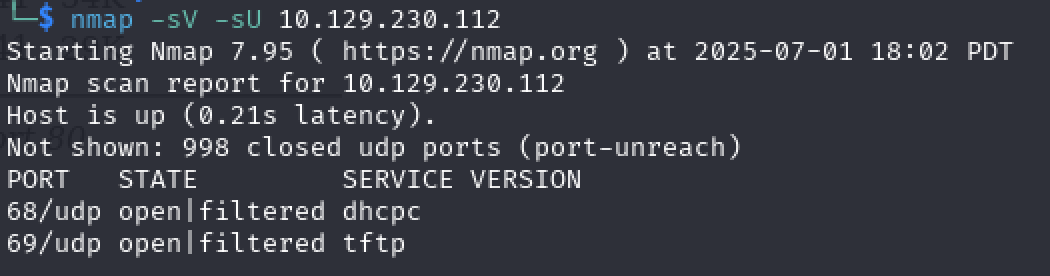 └─$ nmap -sV -sU 10.129.230.112
Starting Nmap 7.95 ( https://nmap.org ) at 2025-07-01 18:02 PDT
Nmap scan report for 10.129.230.112
Host is up (0.21s latency).
Not shown: 998 closed udp ports (port-unreach)
PORT   STATE         SERVICE VERSION
68/udp open|filtered dhcpc
69/udp open|filtered tftp